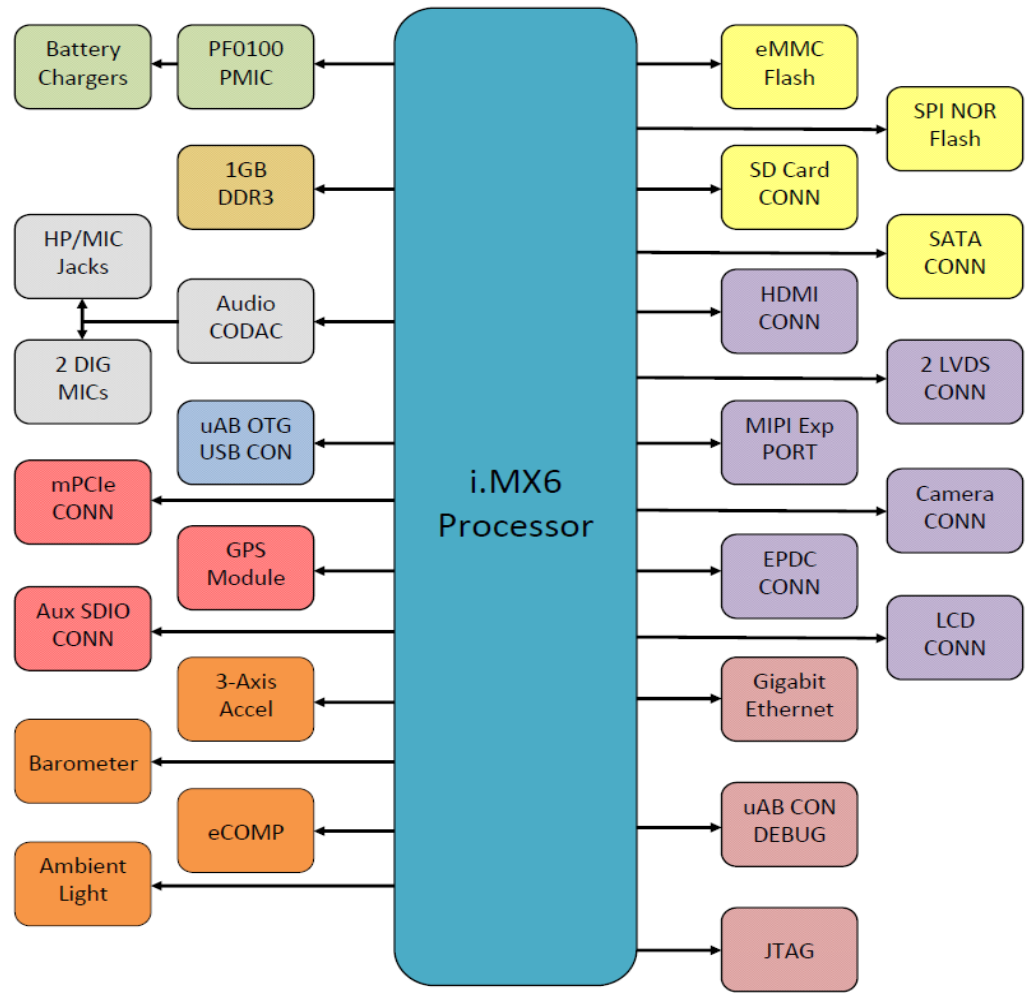 Battery
Chargers
PF0100
PMIC
eMMC
Flash
SPI NOR
Flash
1GB
DDR3
SD Card
CONN
HP/MIC
Jacks
SATA
CONN
Audio
CODAC
HDMI
CONN
2 DIG
MICs
2 LVDS
CONN
uAB OTG
USB CON
MIPI Exp
PORT
mPCIe
CONN
i.MX6
Processor
Camera
CONN
GPS
Module
EPDC
CONN
Aux SDIO
CONN
LCD
CONN
3-Axis
Accel
Gigabit
Ethernet
Barometer
eCOMP
uAB CON
DEBUG
Ambient
Light
JTAG